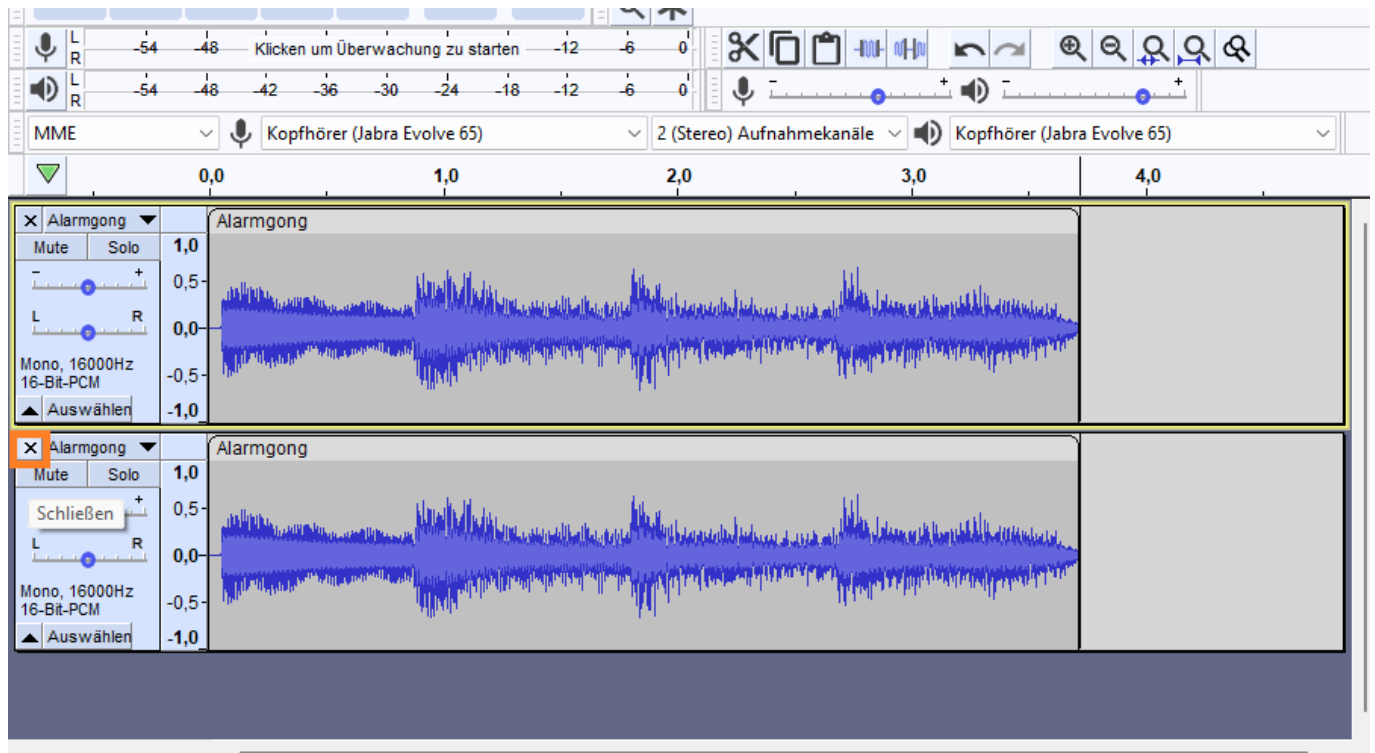 L
R
-54 -48 Klicken um Überwachung zu starten -12 -6 0
L
R
-54 -48 -42 -36 -30 -24 -18 -12 -6 0
- + - +
MME Kopfhörer (Jabra Evolve 65) 2 (Stereo) Aufnahmekanäle Kopfhörer (Jabra Evolve 65)
0,0 1,0 2,0 3,0 4,0
Alarmgong Alarmgong
Mute Solo 1,0
- + 0,5
L R 0,0
Mono, 16000Hz
16-Bit-PCM -0,5
Auswählen -1,0
Alarmgong Alarmgong
Mute Solo 1,0
+ 0,5
Schließen
L R 0,0
Mono, 16000Hz
16-Bit-PCM -0,5
Auswählen -1,0